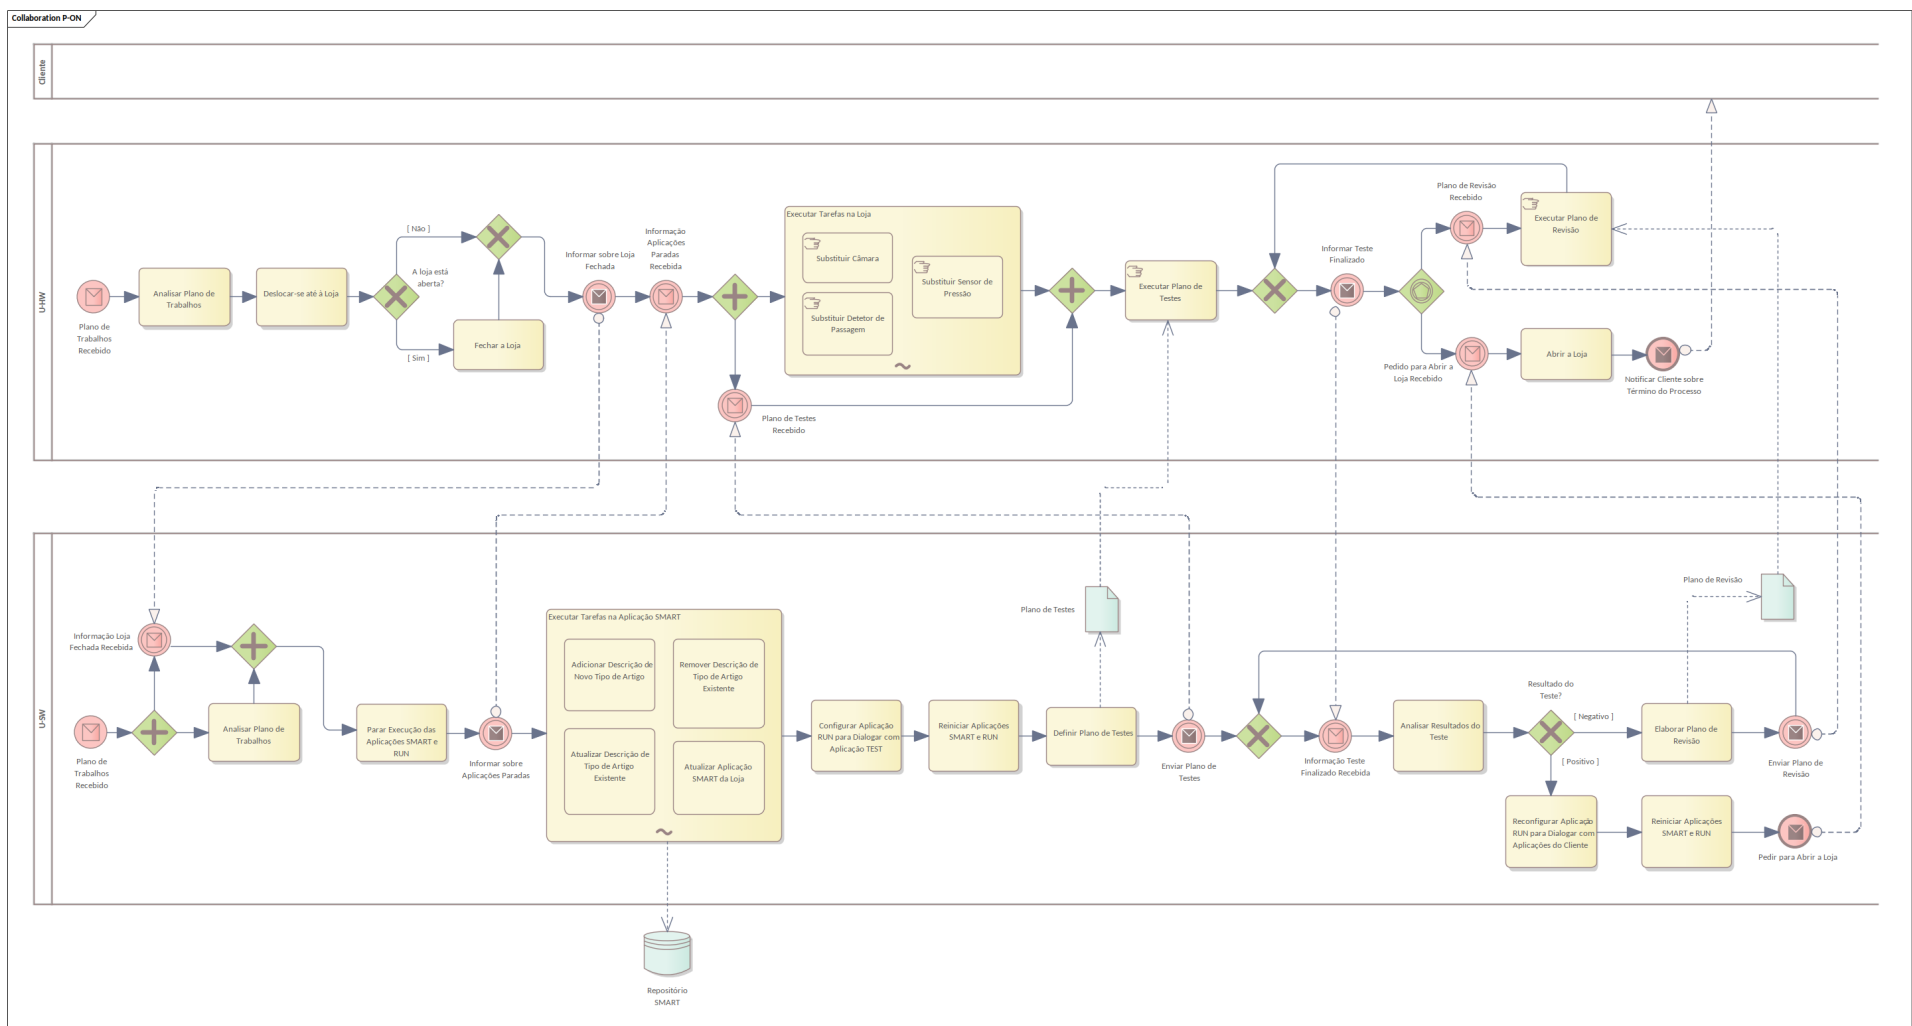 Collaboration P-ON
Cliente
U-HW
Plano de
Trabalhos
Recebido
Analisar Plano de
Trabalhos
Deslocar-se até à Loja
A loja está
aberta?
[ Não ]
[ Sim ]
Fechar a Loja
Informar sobre Loja
Fechada
Informação
Aplicações
Paradas
Recebida
Executar Tarefas na Loja
Substituir Câmara
Substituir Detetor de
Passagem
Substituir Sensor de
Pressão
Plano de Testes
Recebido
Executar Plano de
Testes
Informar Teste
Finalizado
Plano de Revisão
Recebido
Executar Plano de
Revisão
Pedido para Abrir a
Loja Recebido
Abrir a Loja
Notificar Cliente sobre
Término do Processo
U-SW
Plano de
Trabalhos
Recebido
Informação Loja
Fechada Recebida
Analisar Plano de
Trabalhos
Parar Execução das
Aplicações SMART e
RUN
Informar sobre
Aplicações Paradas
Executar Tarefas na Aplicação SMART
Adicionar Descrição de
Novo Tipo de Artigo
Remover Descrição de
Tipo de Artigo
Existente
Atualizar Descrição de
Tipo de Artigo
Existente
Atualizar Aplicação
SMART da Loja
Configurar Aplicação
RUN para Dialogar com
Aplicação TEST
Reiniciar Aplicações
SMART e RUN
Definir Plano de Testes
Plano de Testes
Enviar Plano de
Testes
Informação Teste
Finalizado Recebida
Analisar Resultados do
Teste
Resultado do
Teste?
[ Negativo ]
[ Positivo ]
Elaborar Plano de
Revisão
Plano de Revisão
Enviar Plano de
Revisão
Reconfigurar Aplicação
RUN para Dialogar com
Aplicações do Cliente
Reiniciar Aplicações
SMART e RUN
Pedir para Abrir a Loja
Repositório
SMART